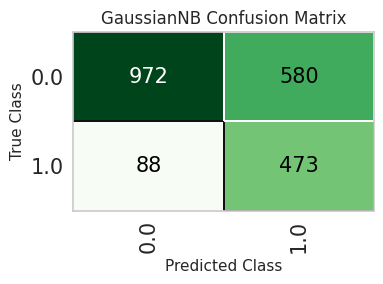 GaussianNB Confusion Matrix
True Class
0.0
972
580
1.0
88
473
0.0
1.0
Predicted Class